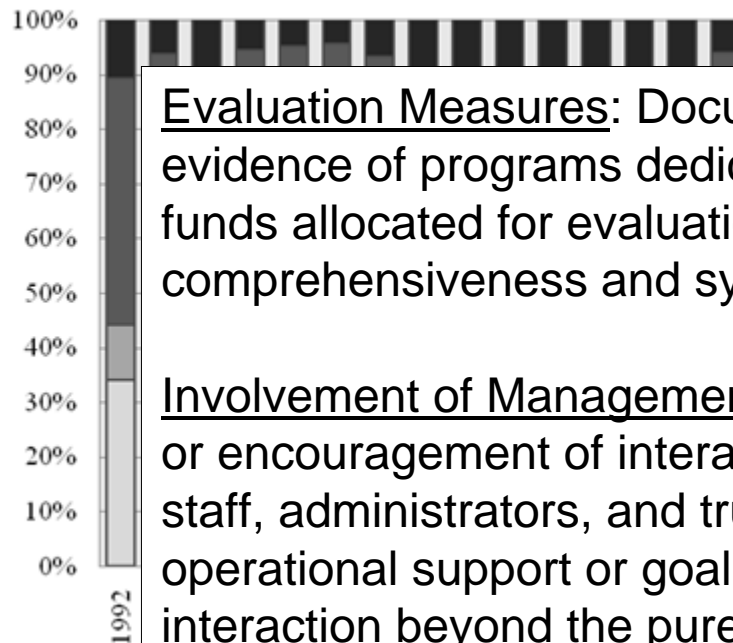 100%
90%
80%
70%
60%
50%
40%
30%
20%
10%
0%
1992
Evaluation Measures: Docu
evidence of programs dedic
funds allocated for evaluati
comprehensiveness and sy
Involvement of Managemen
or encouragement of intera
staff, administrators, and tru
operational support or goal
interaction beyond the pure